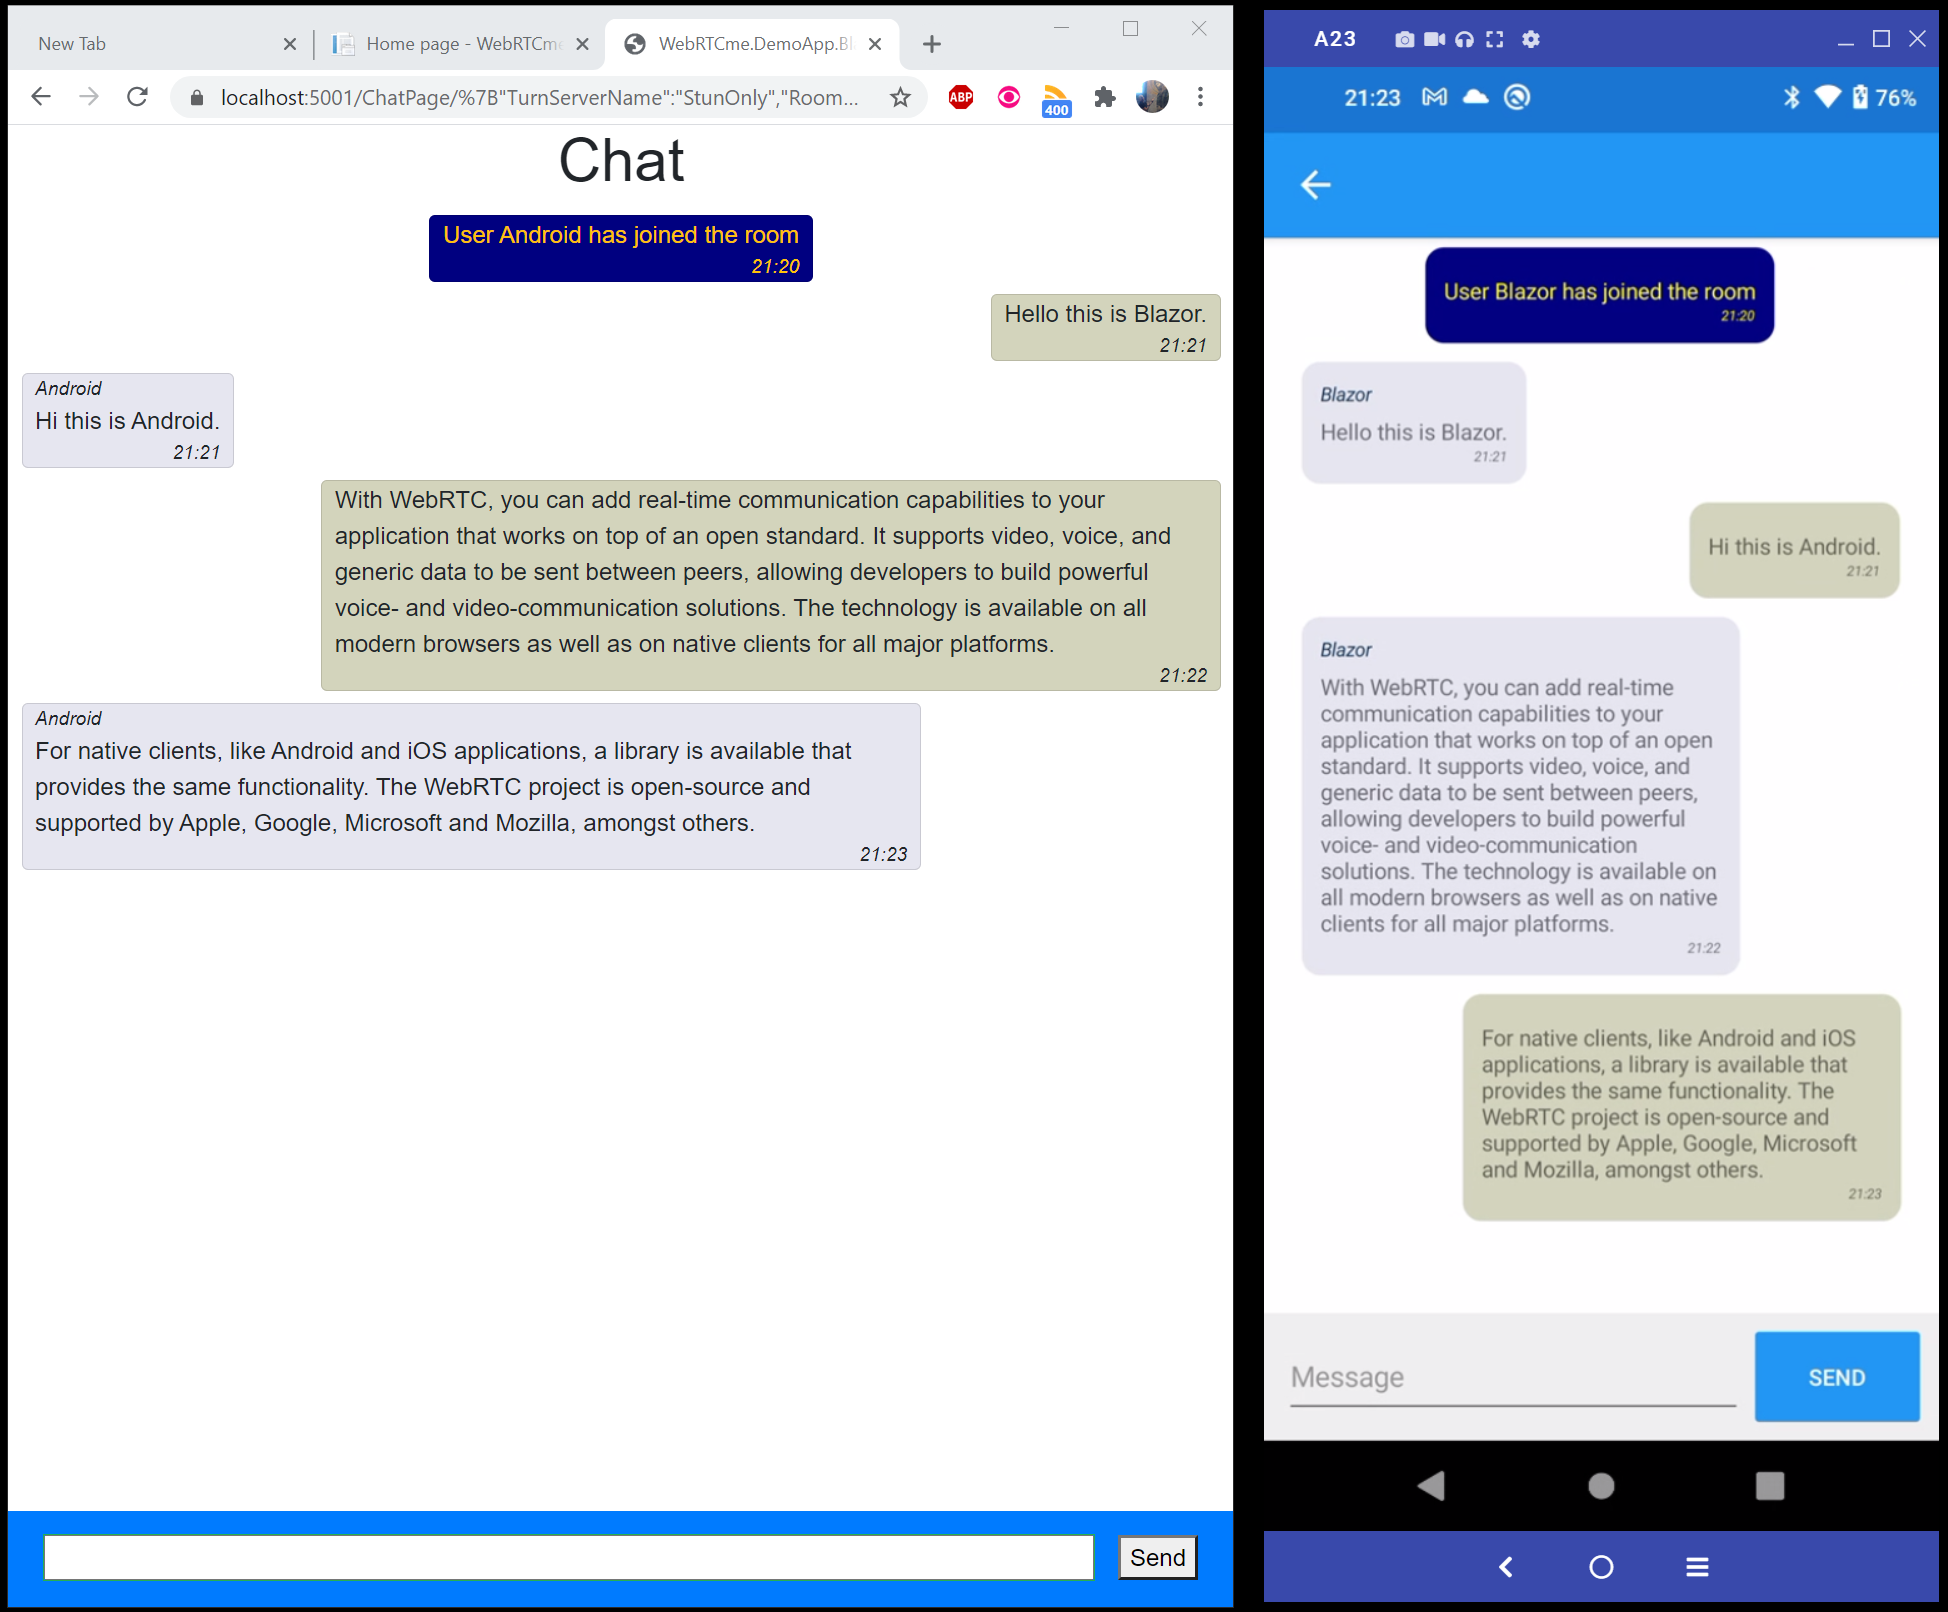 New Tab
Home page - WebRTCme
WebRTCme.DemoApp.Bl
localhost:5001/ChatPage/%7B"TurnServerName":"StunOnly","Room...
ABP
400
Chat
User Android has joined the room
21:20
Hello this is Blazor.
21:21
Android
Hi this is Android.
21:21
With WebRTC, you can add real-time communication capabilities to your
application that works on top of an open standard. It supports video, voice, and
generic data to be sent between peers, allowing developers to build powerful
voice- and video-communication solutions. The technology is available on all
modern browsers as well as on native clients for all major platforms.
21:22
Android
For native clients, like Android and iOS applications, a library is available that
provides the same functionality. The WebRTC project is open-source and
supported by Apple, Google, Microsoft and Mozilla, amongst others.
21:23
Send
A23
21:23
76%
User Blazor has joined the room
21:20
Blazor
Hello this is Blazor.
21:21
Hi this is Android.
21:21
Blazor
With WebRTC, you can add real-time
communication capabilities to your
application that works on top of an open
standard. It supports video, voice, and
generic data to be sent between peers,
allowing developers to build powerful
voice- and video-communication
solutions. The technology is available on
all modern browsers as well as on native
clients for all major platforms.
21:22
For native clients, like Android and iOS
applications, a library is available that
provides the same functionality. The
WebRTC project is open-source and
supported by Apple, Google, Microsoft
and Mozilla, amongst others.
21:23
Message
SEND